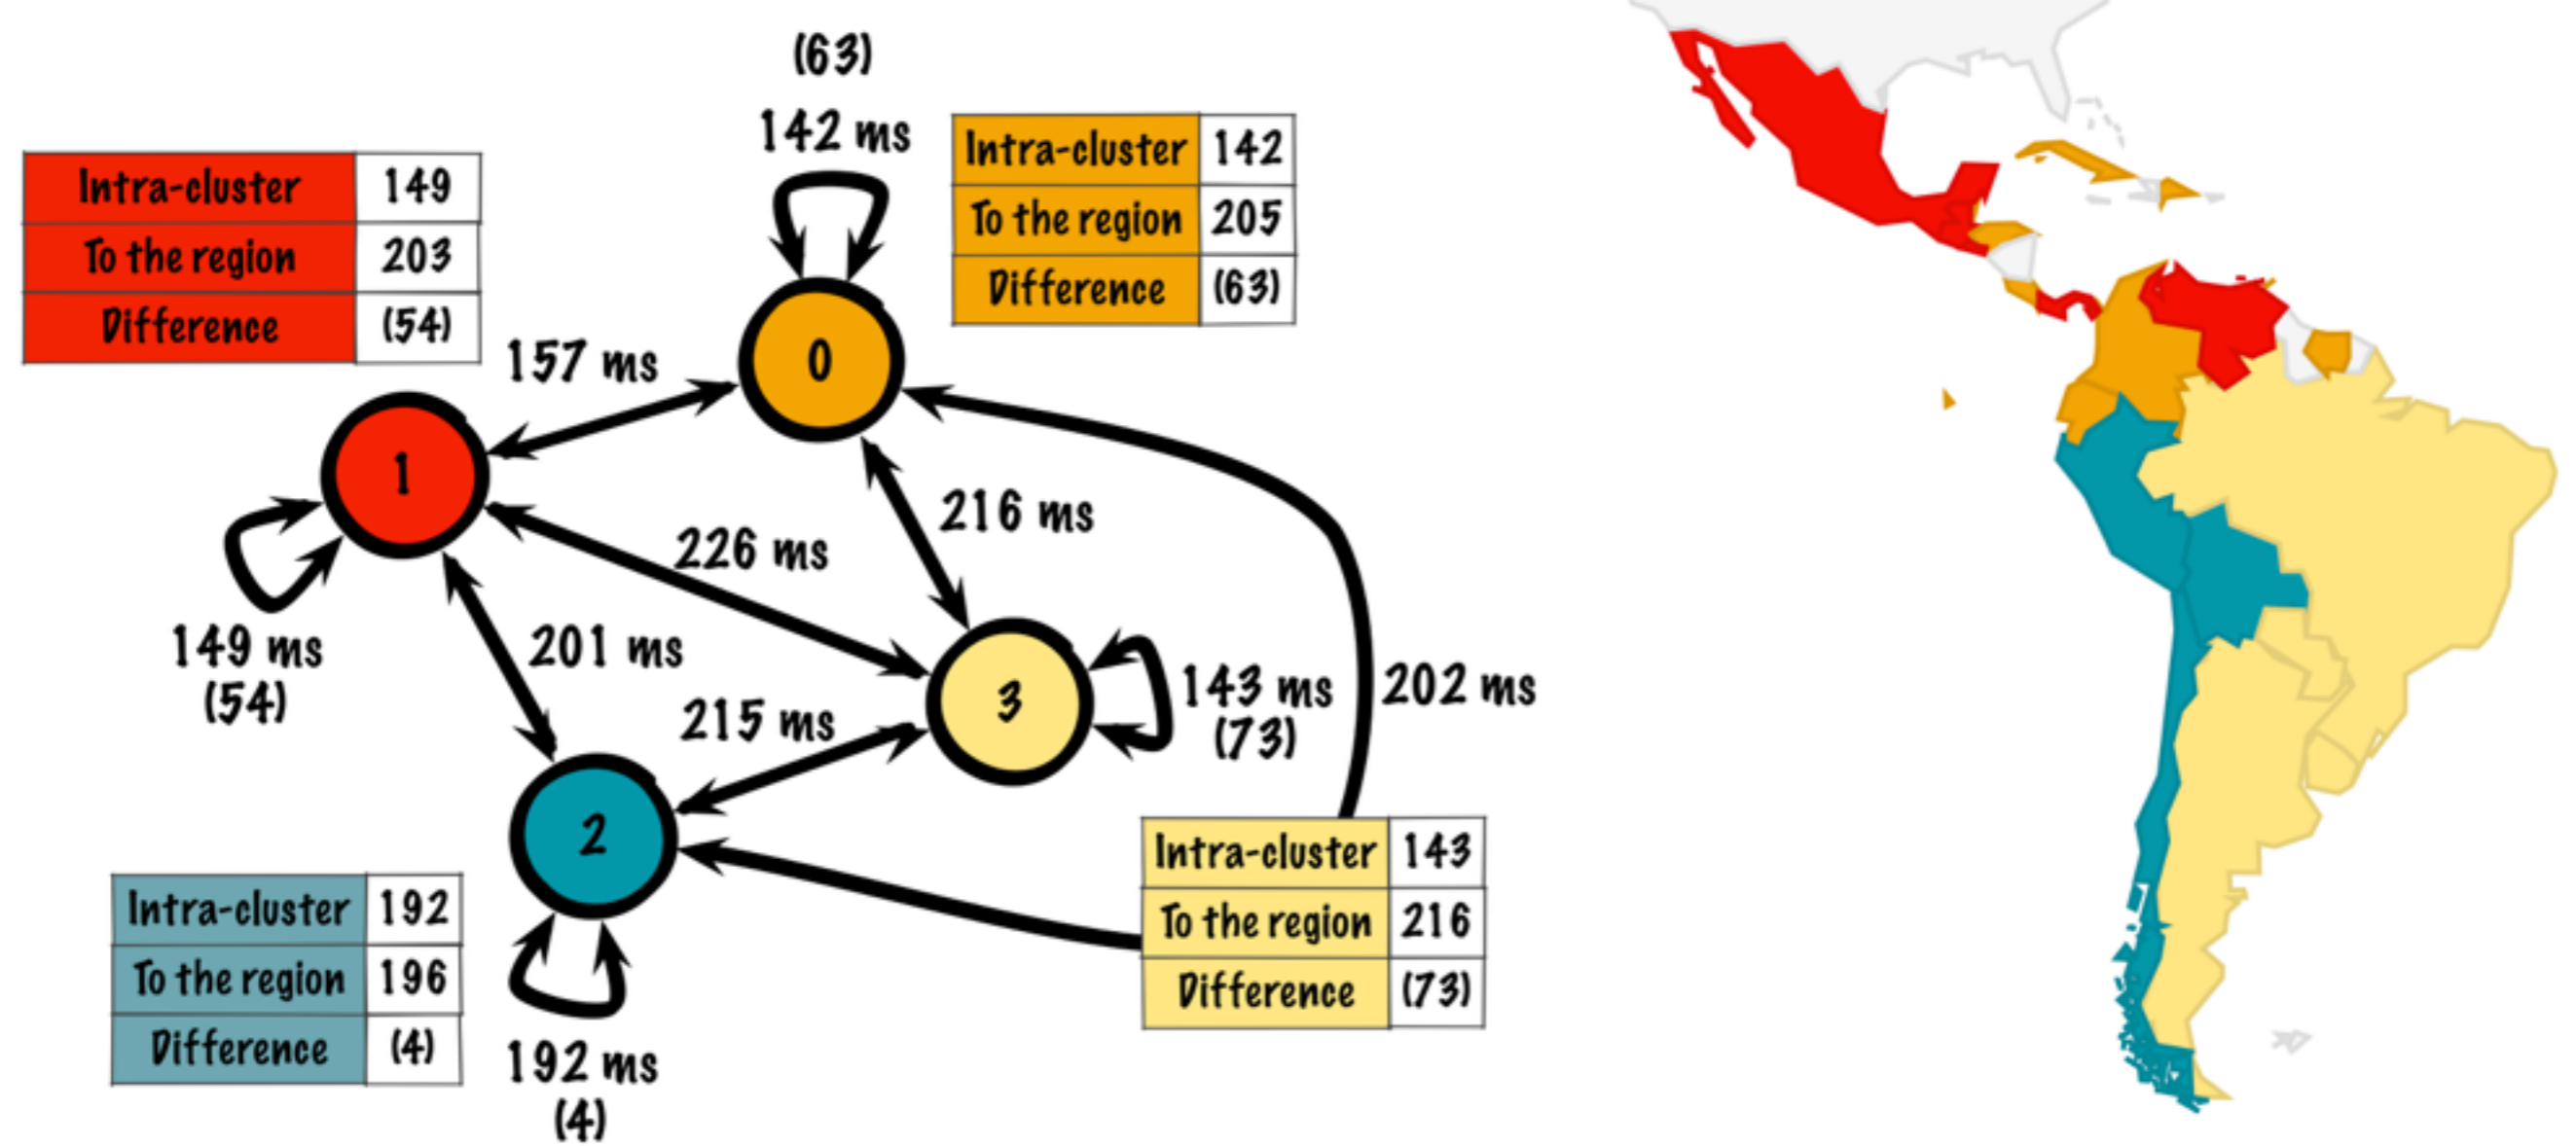 (63)
142 ms
Intra-cluster 142
To the region 205
Difference (63)
Intra-cluster 149
To the region 203
Difference (54)
157 ms
0
1
216 ms
226 ms
149 ms
(54)
201 ms
3
143 ms
(73)
202 ms
215 ms
2
Intra-cluster 143
To the region 216
Difference (73)
Intra-cluster 192
To the region 196
Difference (4)
192 ms
(4)